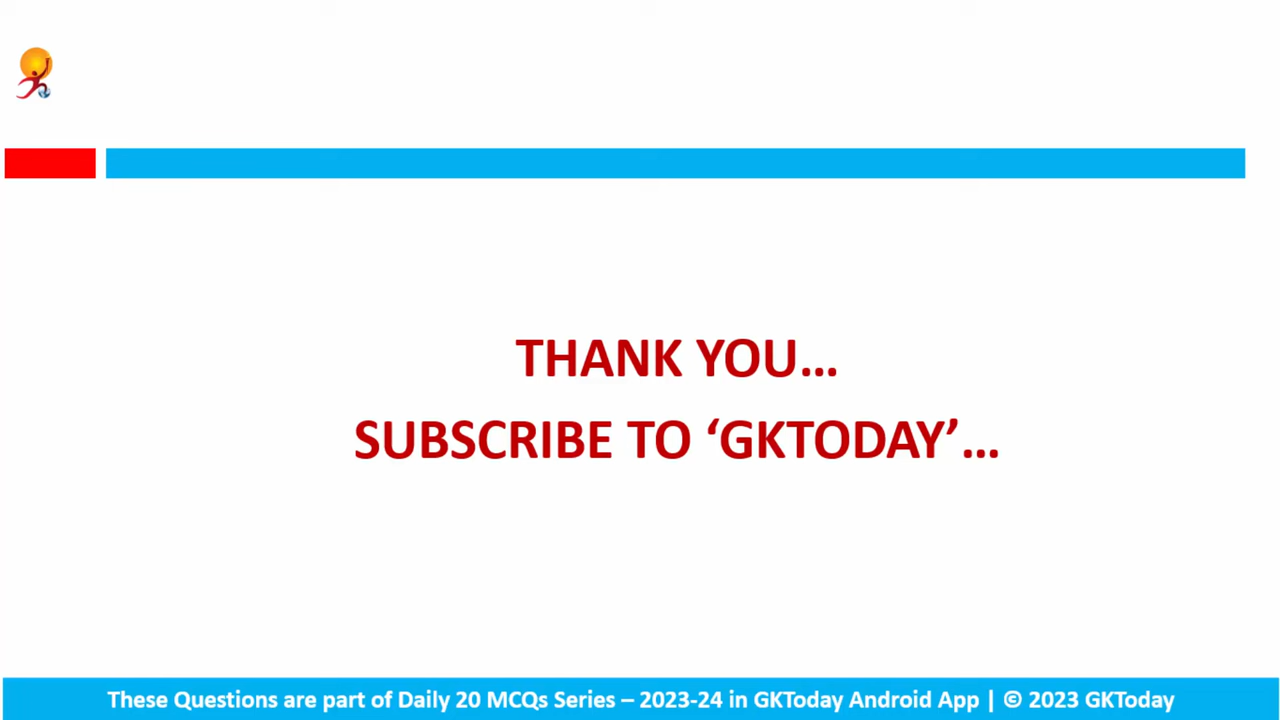 THANK YOU...
SUBSCRIBE TO ‘GKTODAY’...
These Questions are part of Daily 20 MCQs Series – 2023-24 in GKToday Android App | © 2023 GKToday